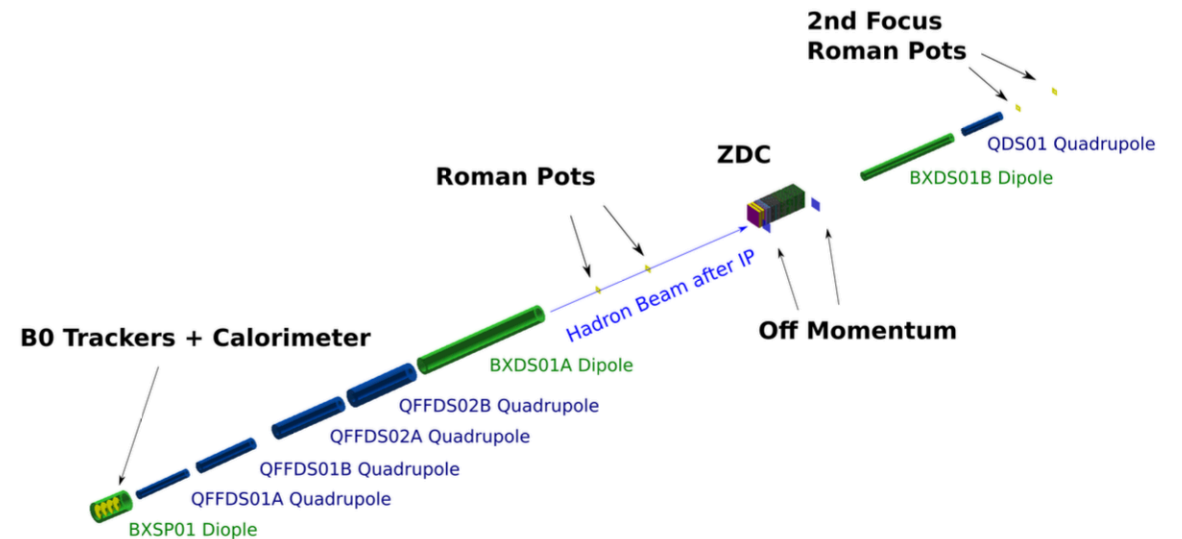 2nd Focus
Roman Pots
QDS01 Quadrupole
ZDC
BXDS01B Dipole
Roman Pots
Hadron Beam after IP
Off Momentum
B0 Trackers + Calorimeter
BXDS01A Dipole
QFFDS02B Quadrupole
QFFDS02A Quadrupole
QFFDS01B Quadrupole
QFFDS01A Quadrupole
BXSP01 Diople